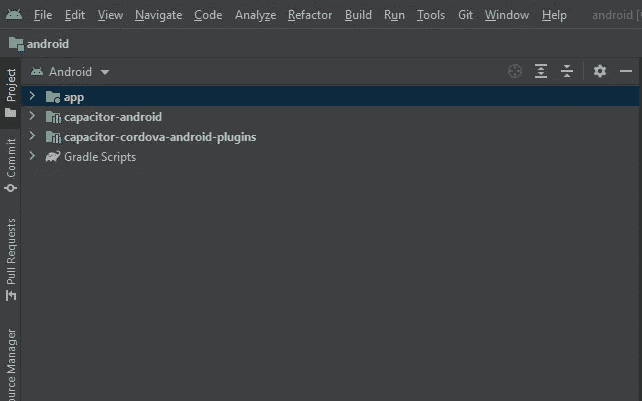 File Edit View Navigate Code Analyze Refactor Build Run Tools Git Window Help android
android
Android
app
capacitor-android
capacitor-cordova-android-plugins
Gradle Scripts
Project
Commit
Pull Requests
Manager